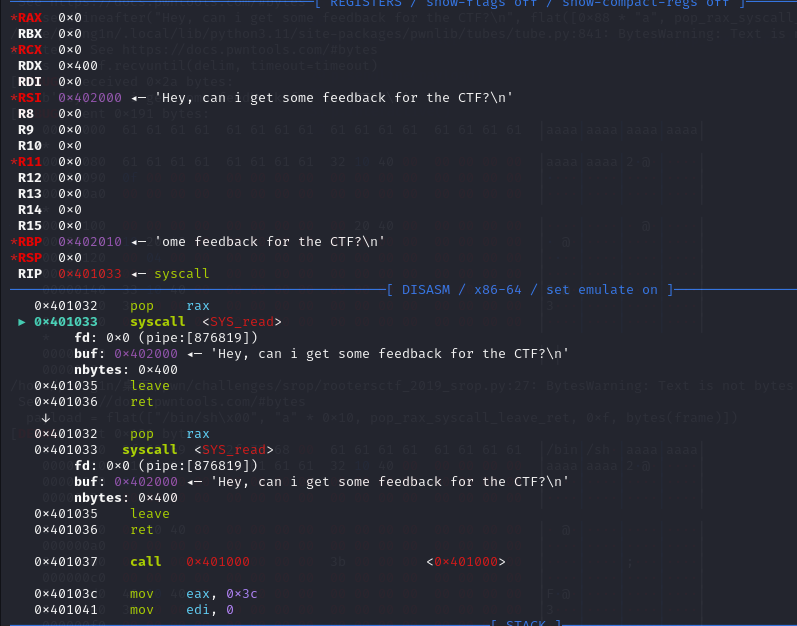 [ REGISTERS / show-flags off / show-compact-regs off ]
*RAX 0x0
RBX 0x0
*RCX 0x0
RDX 0x400
RDI 0x0
*RSI 0x402000 ◂— 'Hey, can i get some feedback for the CTF?\n'
R8 0x0
R9 0x0
R10 0x0
*R11 0x0
R12 0x0
R13 0x0
R14 0x0
R15 0x0
*RBP 0x402010 ◂— 'ome feedback for the CTF?\n'
*RSP 0x0
RIP 0x401033 ◂— syscall
[ DISASM / x86-64 / set emulate on ]
0x401032 pop rax
► 0x401033 syscall <SYS_read>
fd: 0x0 (pipe:[876819])
buf: 0x402000 ◂— 'Hey, can i get some feedback for the CTF?\n'
nbytes: 0x400
0x401035 leave
0x401036 ret
↓
0x401032 pop rax
0x401033 syscall <SYS_read>
fd: 0x0 (pipe:[876819])
buf: 0x402000 ◂— 'Hey, can i get some feedback for the CTF?\n'
nbytes: 0x400
0x401035 leave
0x401036 ret
0x401037 call 0x401000 <0x401000>
0x40103c mov eax, 0x3c
0x401041 mov edi, 0
[ STACK ]